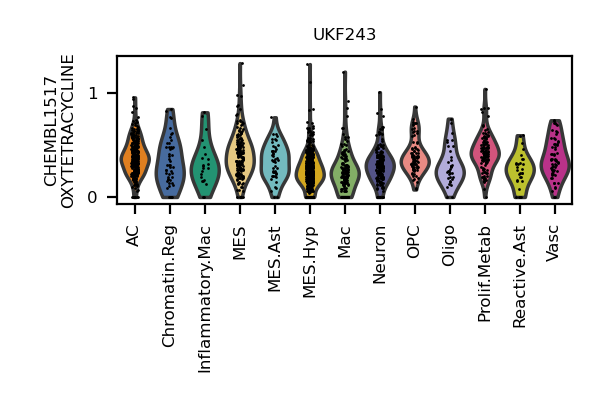 UKF243
CHEMBL1517
OXYTETRACYCLINE
1
0
AC
Chromatin.Reg
Inflammatory.Mac
MES
MES.Ast
MES.Hyp
Mac
Neuron
OPC
Oligo
Prolif.Metab
Reactive.Ast
Vasc